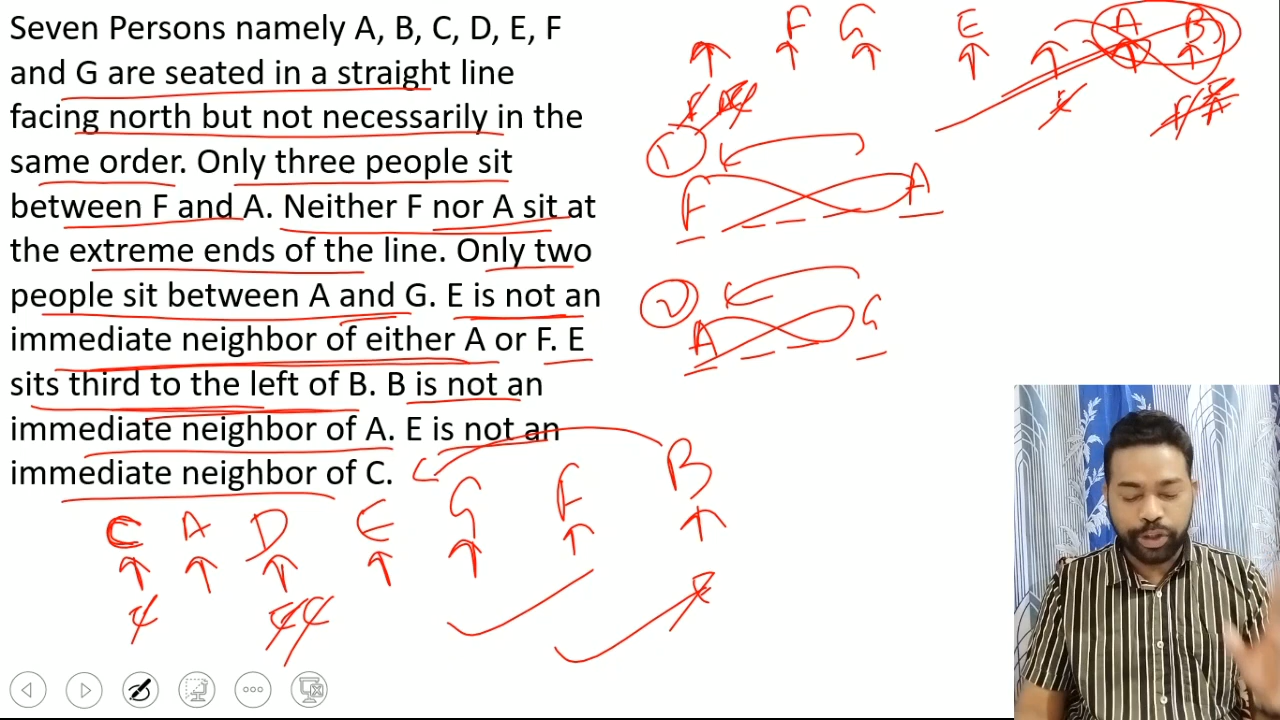 Seven Persons namely A, B, C, D, E, F
and G are seated in a straight line
facing north but not necessarily in the
same order. Only three people sit
between F and A. Neither F nor A sit at
the extreme ends of the line. Only two
people sit between A and G. E is not an
immediate neighbor of either A or F. E
sits third to the left of B. B is not an
immediate neighbor of A. E is not an
immediate neighbor of C.
F G E A B
1
F A
2
A G
C A D E G F B